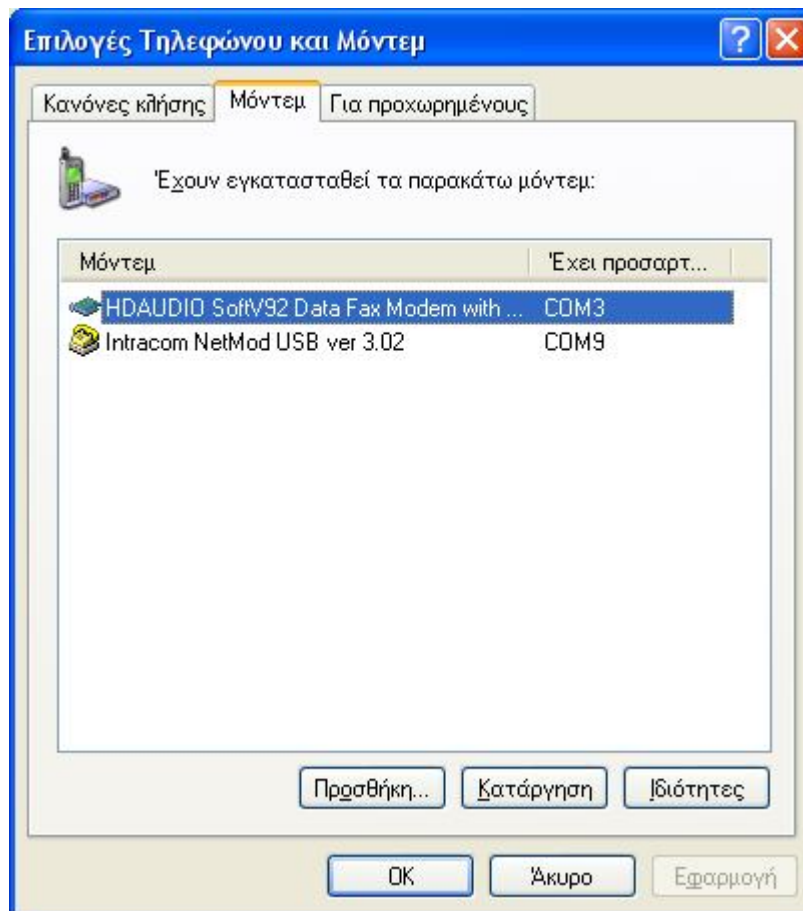 Επιλογές Τηλεφώνου και Μόντεμ
Κανόνες κλήσης Μόντεμ Για προχωρημένους
Έχουν εγκατασταθεί τα παρακάτω μόντεμ:
Μόντεμ Έχει προσαρτ...
HDAUDIO SoftV92 Data Fax Modem with ... COM3
Intracom NetMod USB ver 3.02 COM9
Προσθήκη... Κατάργηση Ιδιότητες
OK Άκυρο Εφαρμογή